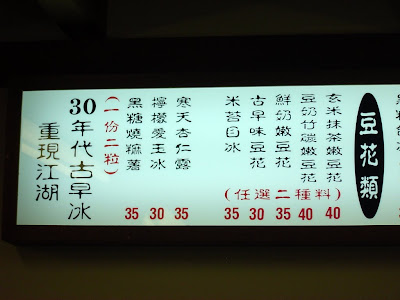 豆花類
玄米抹茶嫩豆花 40
豆奶竹碳嫩豆花 40
鮮奶嫩豆花 35
古早味豆花 30
米苔目冰 35
(任選二種料)
寒天杏仁露 35
檸檬愛玉冰 30
黑糖燒麻薯 35
(一份二粒)
30年代古早冰
重現江湖